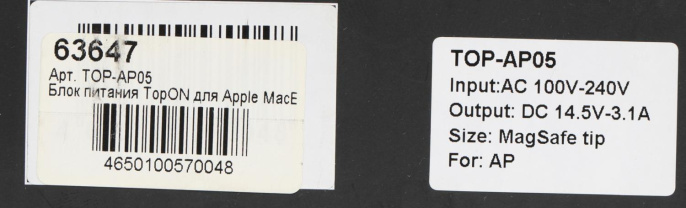 63647
Арт. TOP-AP05
Блок питания TopON для Apple MacE
4650100570048
TOP-AP05
Input:AC 100V-240V
Output: DC 14.5V-3.1A
Size: MagSafe tip
For: AP